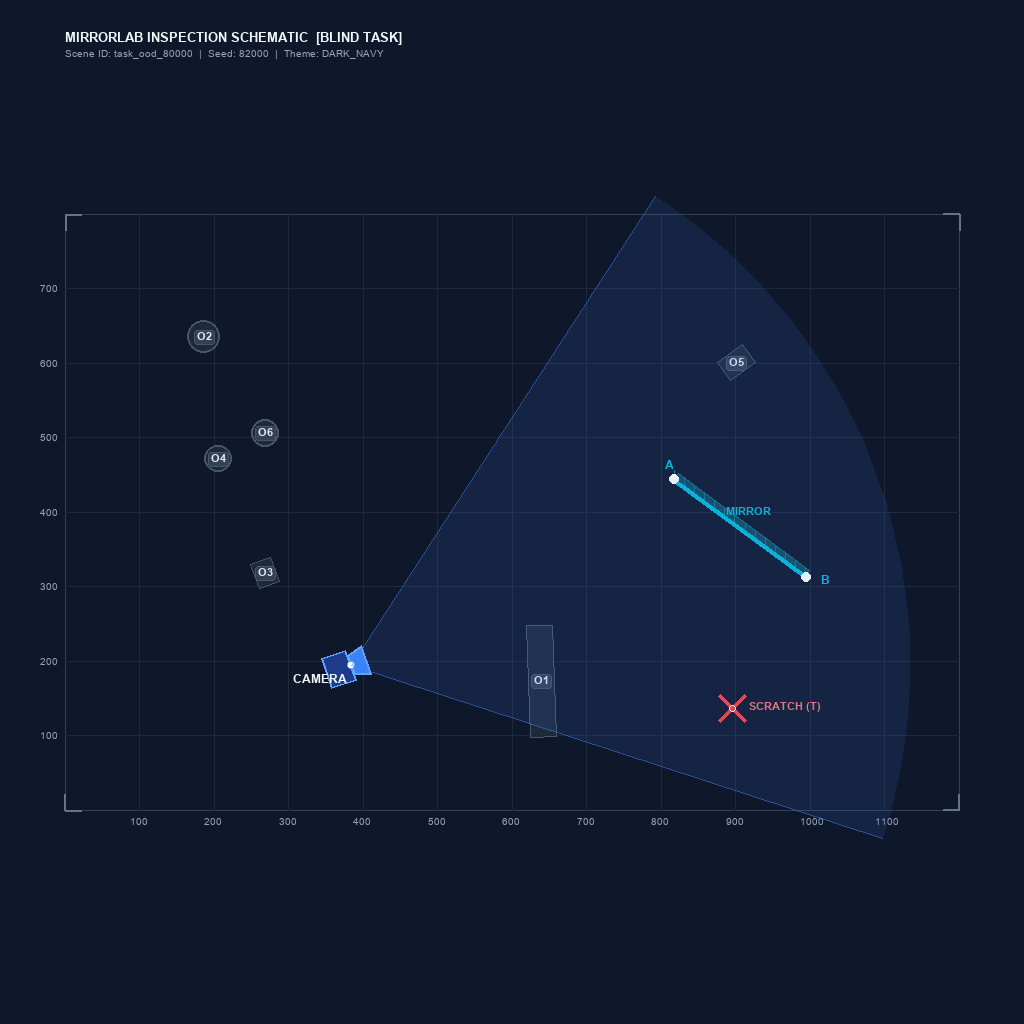 MIRRORLAB INSPECTION SCHEMATIC [BLIND TASK]
Scene ID: task_ood_80000 | Seed: 82000 | Theme: DARK_NAVY
700
O2
600
O5
500
O6
O4
A
400
MIRROR
O3
300
B
200
CAMERA
O1
SCRATCH (T)
100
100 200 300 400 500 600 700 800 900 1000 1100